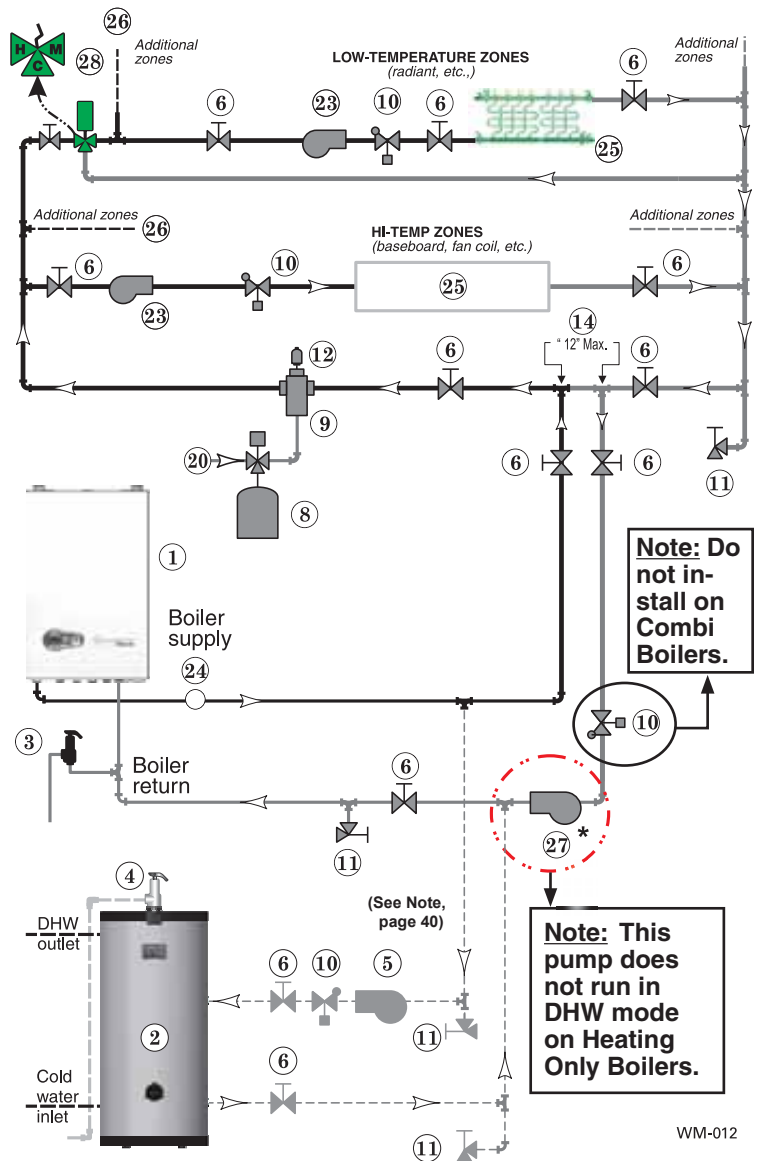 26
Additional
zones
Additional
zones
H M
C
28
LOW-TEMPERATURE ZONES
(radiant, etc.,)
6
6
23
10
6
25
Additional zones
26
HI-TEMP ZONES
(baseboard, fan coil, etc.)
Additional zones
6
10
25
6
23
14
“ 12” Max.
12
6
6
9
20
8
6
6
11
1
Note: Do
not in-
stall on
Combi
Boilers.
Boiler
supply
24
10
3
Boiler
return
6
11
27
*
4
(See Note,
page 40)
DHW
outlet
6
10
5
11
Note: This
pump does
not run in
DHW mode
on Heating
Only Boilers.
2
6
Cold
water
inlet
11
WM-012